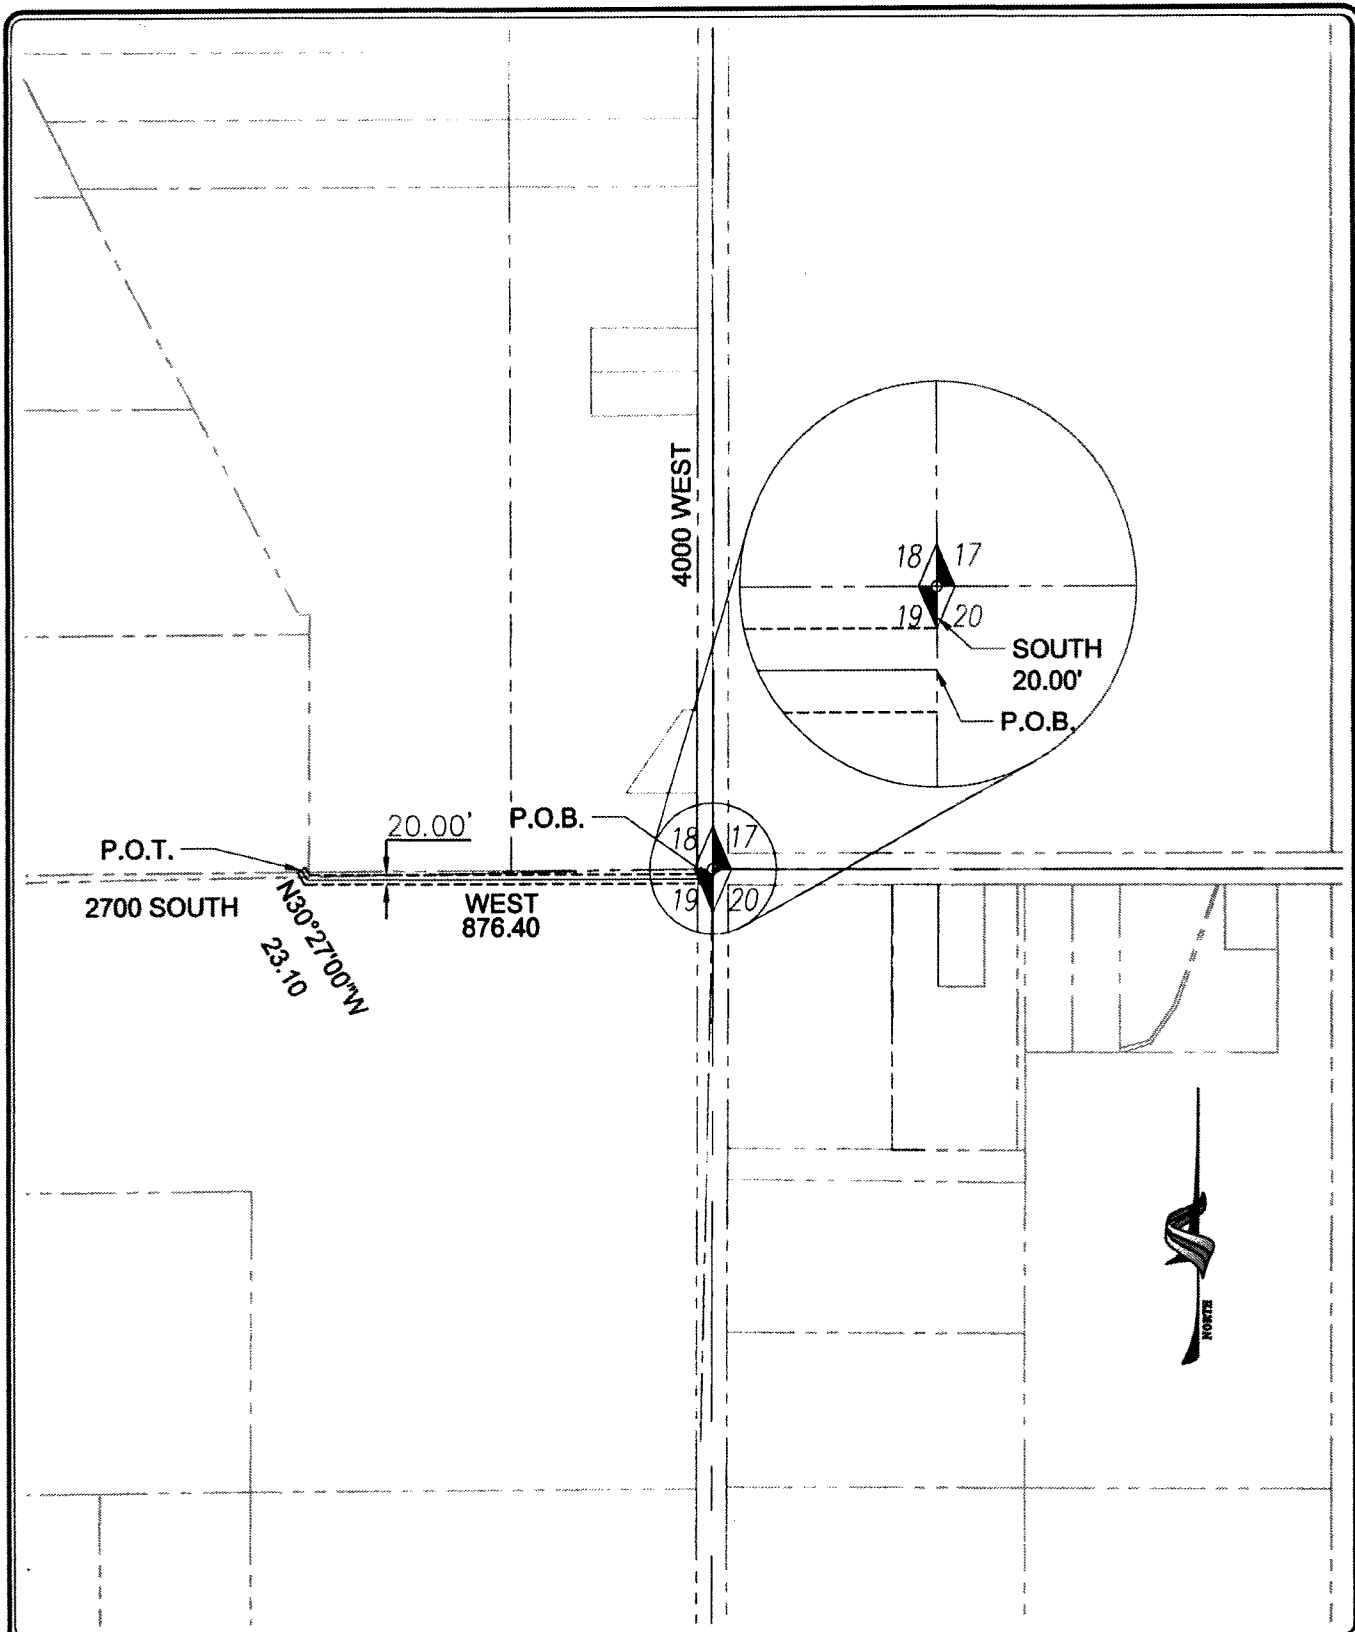 4000 WEST
18 17
19 20
SOUTH
20.00'
P.O.B.
P.O.B.
20.00'
18 17
19 20
P.O.T.
2700 SOUTH
WEST
876.40
N30°27'00"W
23.10
NORTH